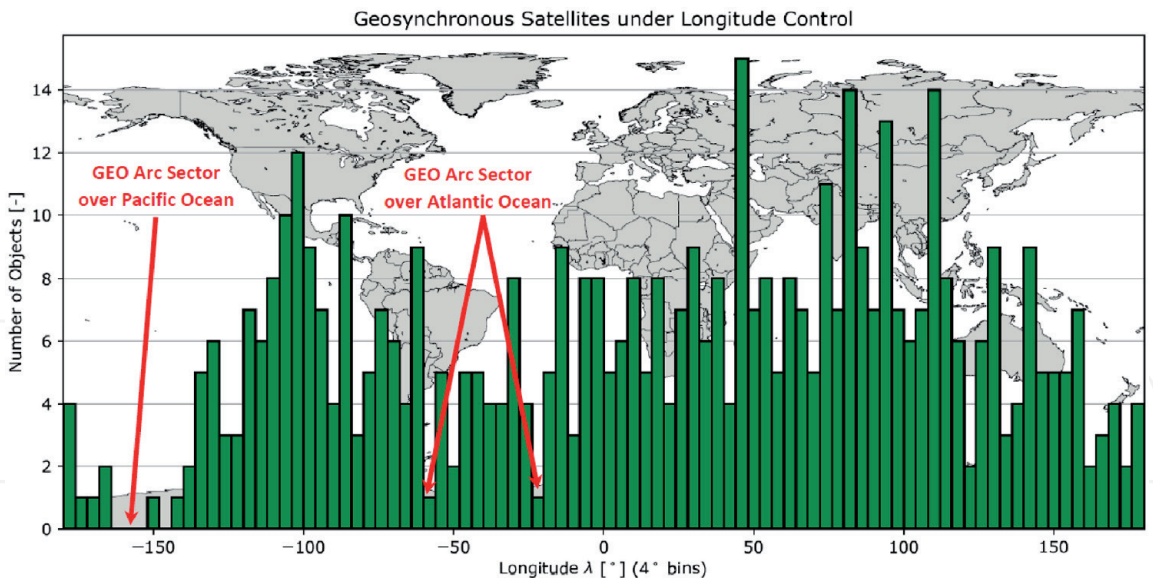 Geosynchronous Satellites under Longitude Control
14
12
10
8
6
4
2
0
Number of Objects [-]
GEO Arc Sector
over Pacific Ocean
GEO Arc Sector
over Atlantic Ocean
−150
−100
−50
0
50
100
150
Longitude λ [°] (4° bins)